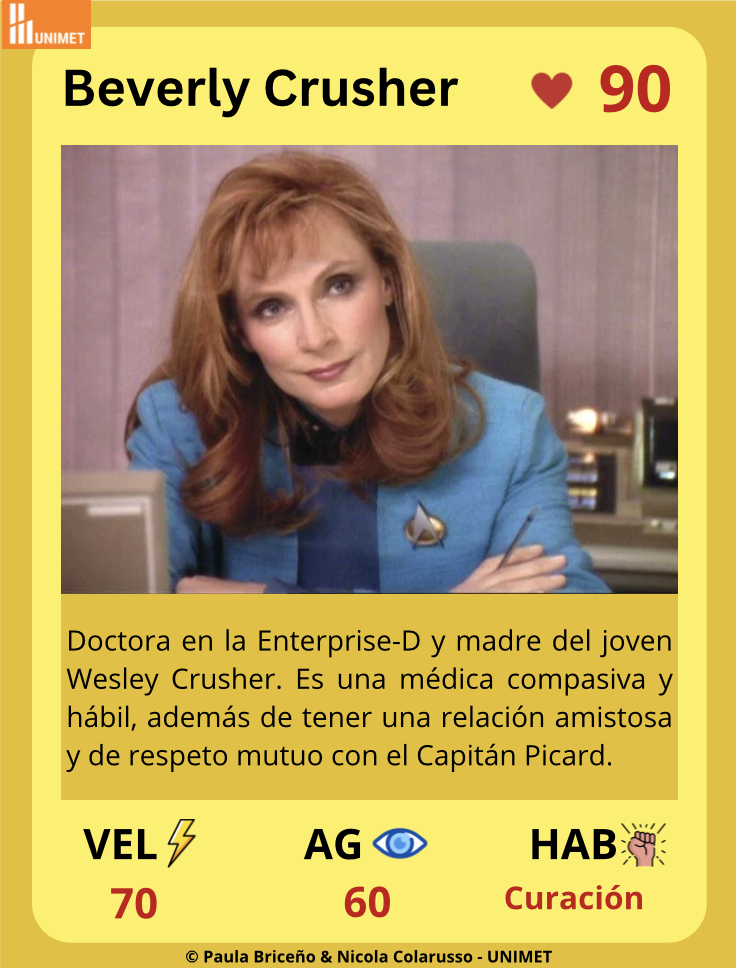 UNIMET
Beverly Crusher
90
Doctora en la Enterprise-D y madre del joven
Wesley Crusher. Es una médica compasiva y
hábil, además de tener una relación amistosa
y de respeto mutuo con el Capitán Picard.
VEL AG HAB
70 60 Curación
© Paula Briceño & Nicola Colarusso - UNIMET